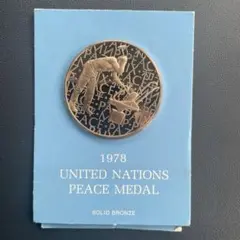 1978
UNITED NATIONS
PEACE MEDAL
SOLID BRONZE